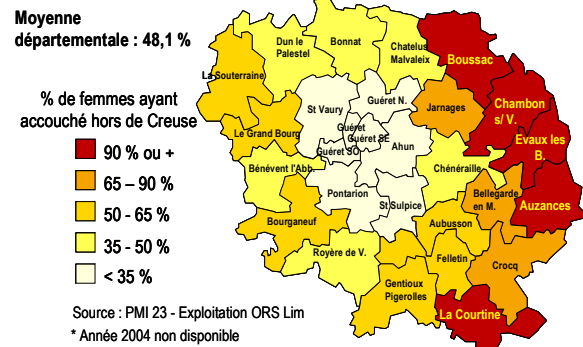 Moyenne
départementale : 48,1 %
% de femmes ayant
accouché hors de Creuse
90 % ou +
65 – 90 %
50 - 65 %
35 - 50 %
< 35 %
Source : PMI 23 - Exploitation ORS Lim
* Année 2004 non disponible
La Souterraine
Dun le
Palestel
Bonnat
Chatelus
Malvaleix
Boussac
St Vaury
Guéret N.
Jarnages
Chambon
s/ V.
Le Grand Bourg
Guéret
Guéret SE
Guéret SO
Ahun
Evaux les
B.
Bénévent l'Abb.
Chénéraille
Pontarion
St Sulpice
Bellegarde
en M.
Auzances
Bourganeuf
Aubusson
Royère de V.
Felletin
Crocq
Gentioux
Pigerolles
La Courtine